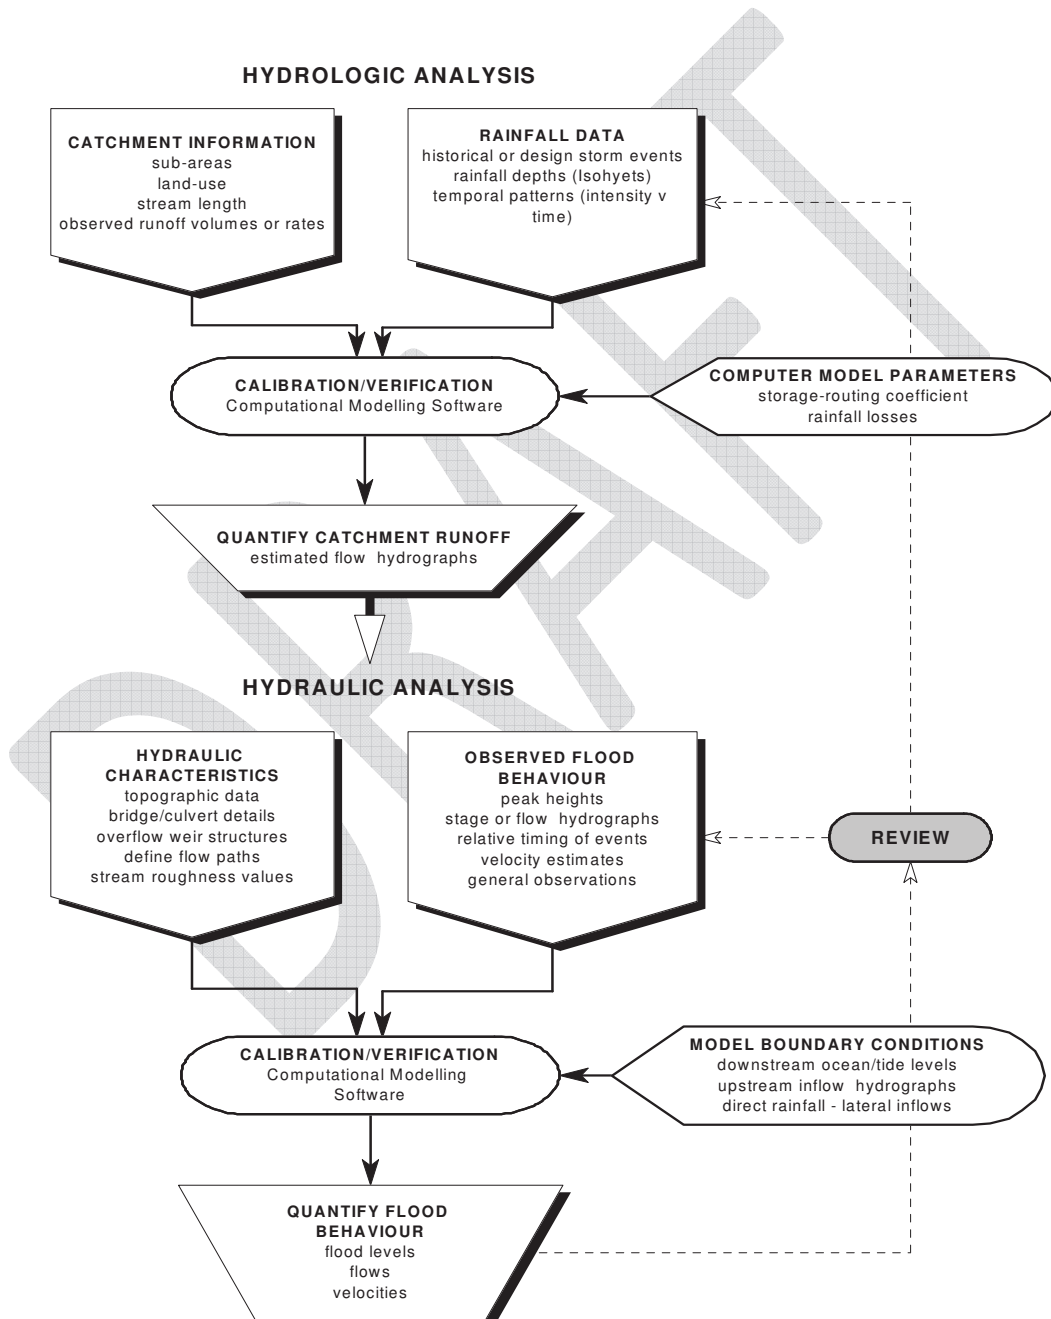 HYDROLOGIC ANALYSIS
CATCHMENT INFORMATION
sub-areas
land-use
stream length
observed runoff volumes or rates
RAINFALL DATA
historical or design storm events
rainfall depths (Isohyets)
temporal patterns (intensity v
time)
CALIBRATION/VERIFICATION
Computational Modelling Software
COMPUTER MODEL PARAMETERS
storage-routing coefficient
rainfall losses
QUANTIFY CATCHMENT RUNOFF
estimated flow hydrographs
HYDRAULIC ANALYSIS
HYDRAULIC
CHARACTERISTICS
topographic data
bridge/culvert details
overflow weir structures
define flow paths
stream roughness values
OBSERVED FLOOD
BEHAVIOUR
peak heights
stage or flow hydrographs
relative timing of events
velocity estimates
general observations
REVIEW
CALIBRATION/VERIFICATION
Computational Modelling
Software
MODEL BOUNDARY CONDITIONS
downstream ocean/tide levels
upstream inflow hydrographs
direct rainfall - lateral inflows
QUANTIFY FLOOD
BEHAVIOUR
flood levels
flows
velocities
DRAFT